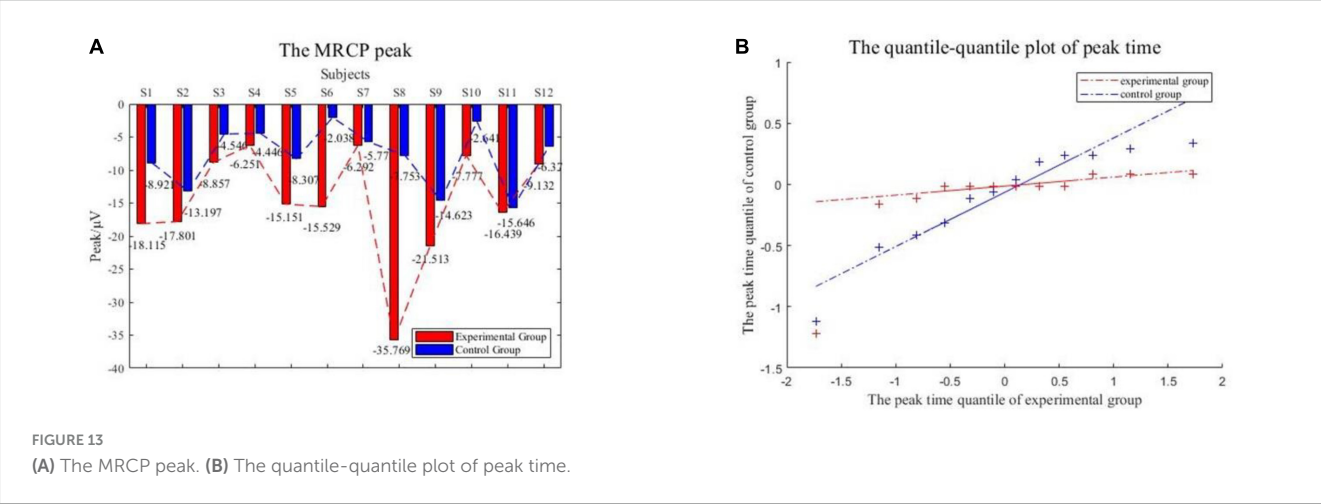 A
The MRCP peak
Subjects
S1 S2 S3 S4 S5 S6 S7 S8 S9 S10 S11 S12
0
-5
-10
-15
-20
-25
-30
-35
-40
Peak/μV
-8.921
-13.197
-4.546
-4.446
-8.307
-2.038
-5.77
-7.753
-14.623
-2.641
-15.646
-6.37
-18.115
-17.801
-8.857
-6.251
-15.151
-15.529
-6.292
-35.769
-21.513
-7.777
-16.439
-9.132
Experimental Group
Control Group
B
The quantile-quantile plot of peak time
experimental group
control group
The peak time quantile of control group
1
0.5
0
-0.5
-1
-1.5
-2 -1.5 -1 -0.5 0 0.5 1 1.5 2
The peak time quantile of experimental group
FIGURE 13
(A) The MRCP peak. (B) The quantile-quantile plot of peak time.